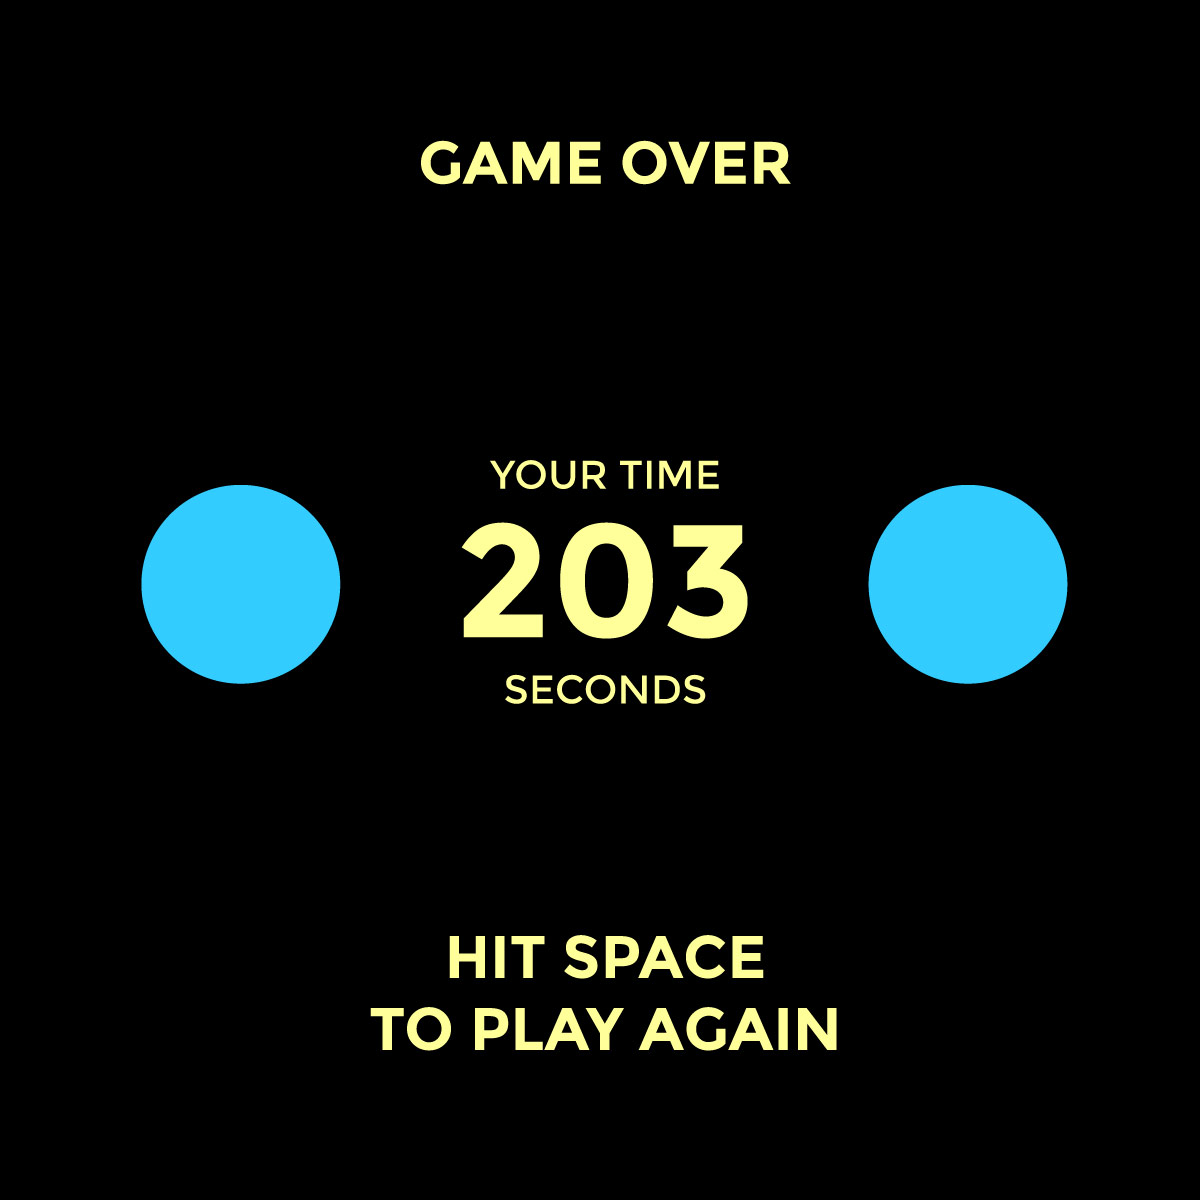 GAME OVER
YOUR TIME
203
SECONDS
HIT SPACE
TO PLAY AGAIN